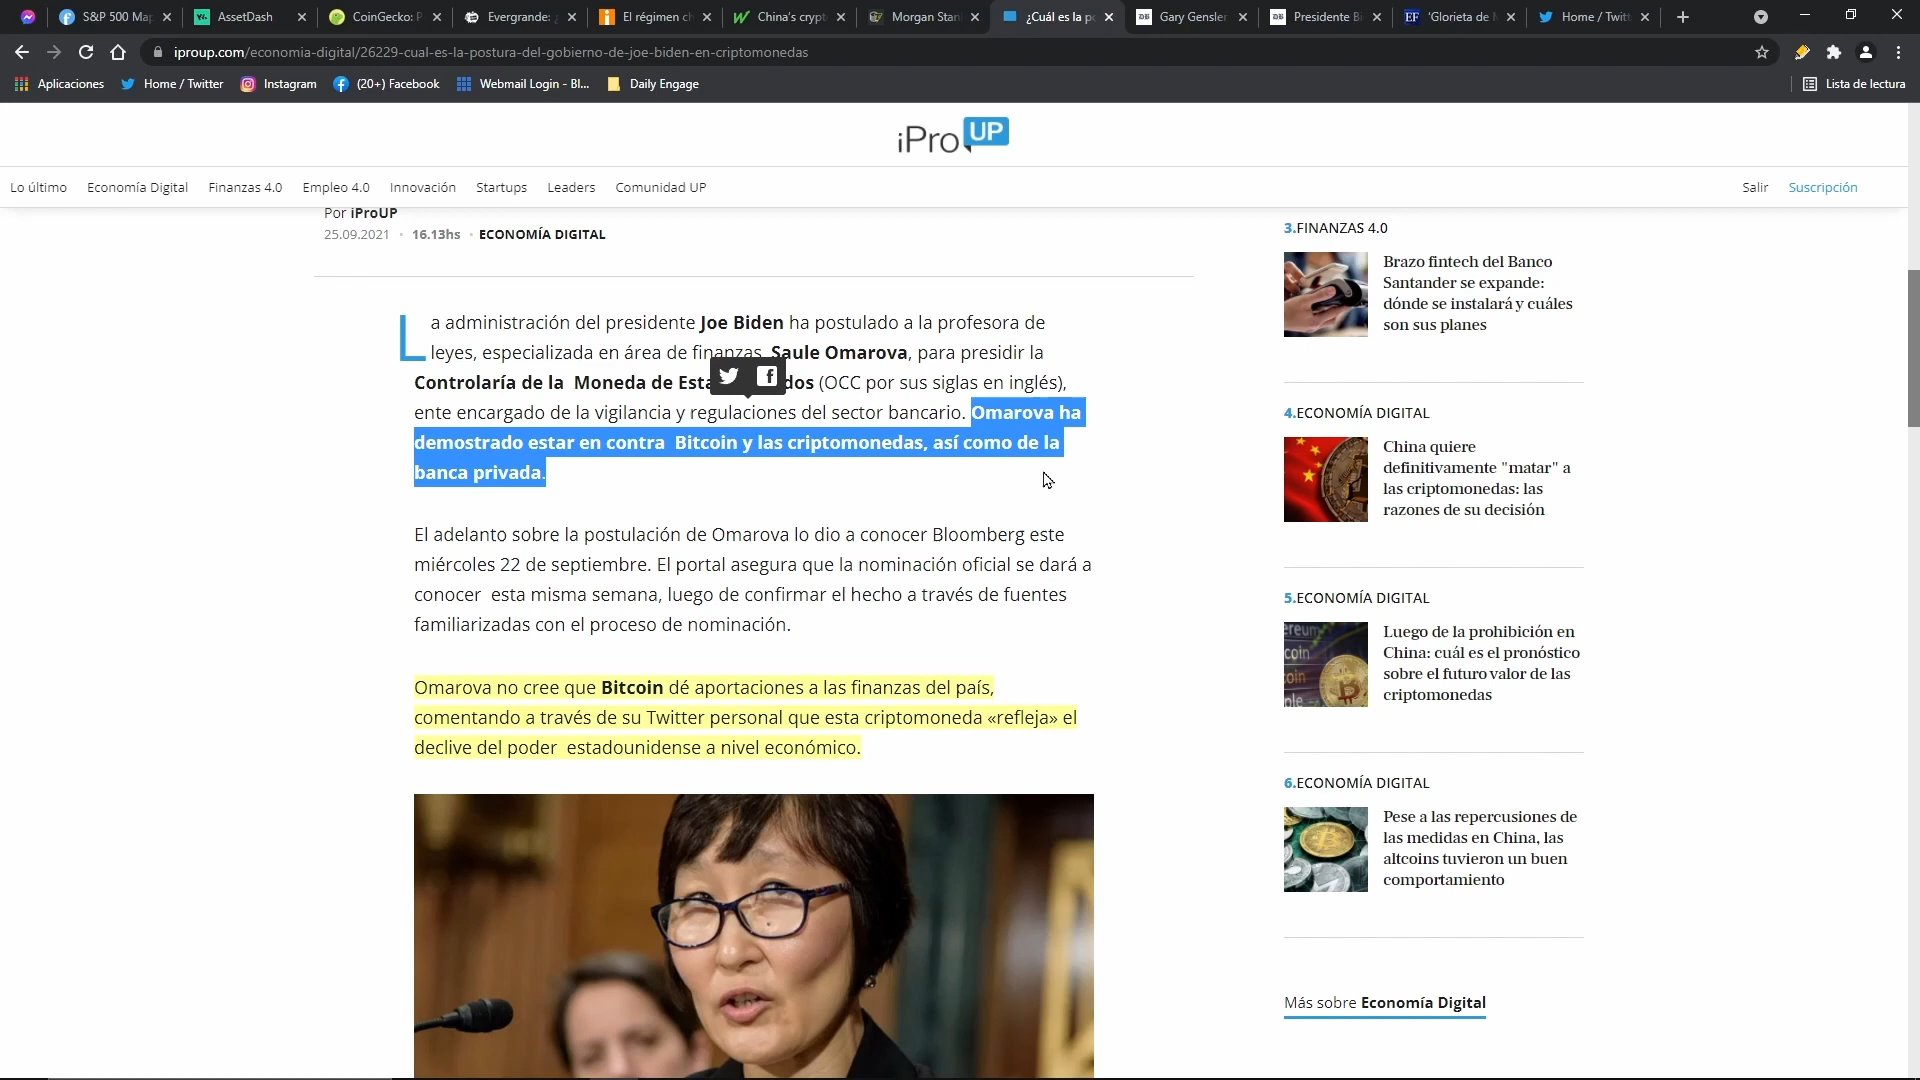 S&P 500 Map
AssetDash
CoinGecko: P
Evergrande: ¿
El régimen ch
China's crypt
Morgan Stan
¿Cuál es la po
Gary Gensler
Presidente Bi
'Glorieta de M
Home / Twitt
iproup.com/economia-digital/26229-cual-es-la-postura-del-gobierno-de-joe-biden-en-criptomonedas
Aplicaciones
Home / Twitter
Instagram
(20+) Facebook
Webmail Login - Bl...
Daily Engage
Lista de lectura
iPro UP
Lo último
Economía Digital
Finanzas 4.0
Empleo 4.0
Innovación
Startups
Leaders
Comunidad UP
Salir
Suscripción
Por iProUP
25.09.2021 • 16.13hs • ECONOMÍA DIGITAL
La administración del presidente Joe Biden ha postulado a la profesora de
leyes, especializada en área de finanzas, Saule Omarova, para presidir la
Controlaría de la Moneda de Esta dos (OCC por sus siglas en inglés),
ente encargado de la vigilancia y regulaciones del sector bancario. Omarova ha
demostrado estar en contra Bitcoin y las criptomonedas, así como de la
banca privada.
El adelanto sobre la postulación de Omarova lo dio a conocer Bloomberg este
miércoles 22 de septiembre. El portal asegura que la nominación oficial se dará a
conocer esta misma semana, luego de confirmar el hecho a través de fuentes
familiarizadas con el proceso de nominación.
Omarova no cree que Bitcoin dé aportaciones a las finanzas del país,
comentando a través de su Twitter personal que esta criptomoneda «refleja» el
declive del poder estadounidense a nivel económico.
3.FINANZAS 4.0
Brazo fintech del Banco
Santander se expande:
dónde se instalará y cuáles
son sus planes
4.ECONOMÍA DIGITAL
China quiere
definitivamente "matar" a
las criptomonedas: las
razones de su decisión
5.ECONOMÍA DIGITAL
Luego de la prohibición en
China: cuál es el pronóstico
sobre el futuro valor de las
criptomonedas
6.ECONOMÍA DIGITAL
Pese a las repercusiones de
las medidas en China, las
altcoins tuvieron un buen
comportamiento
Más sobre Economía Digital